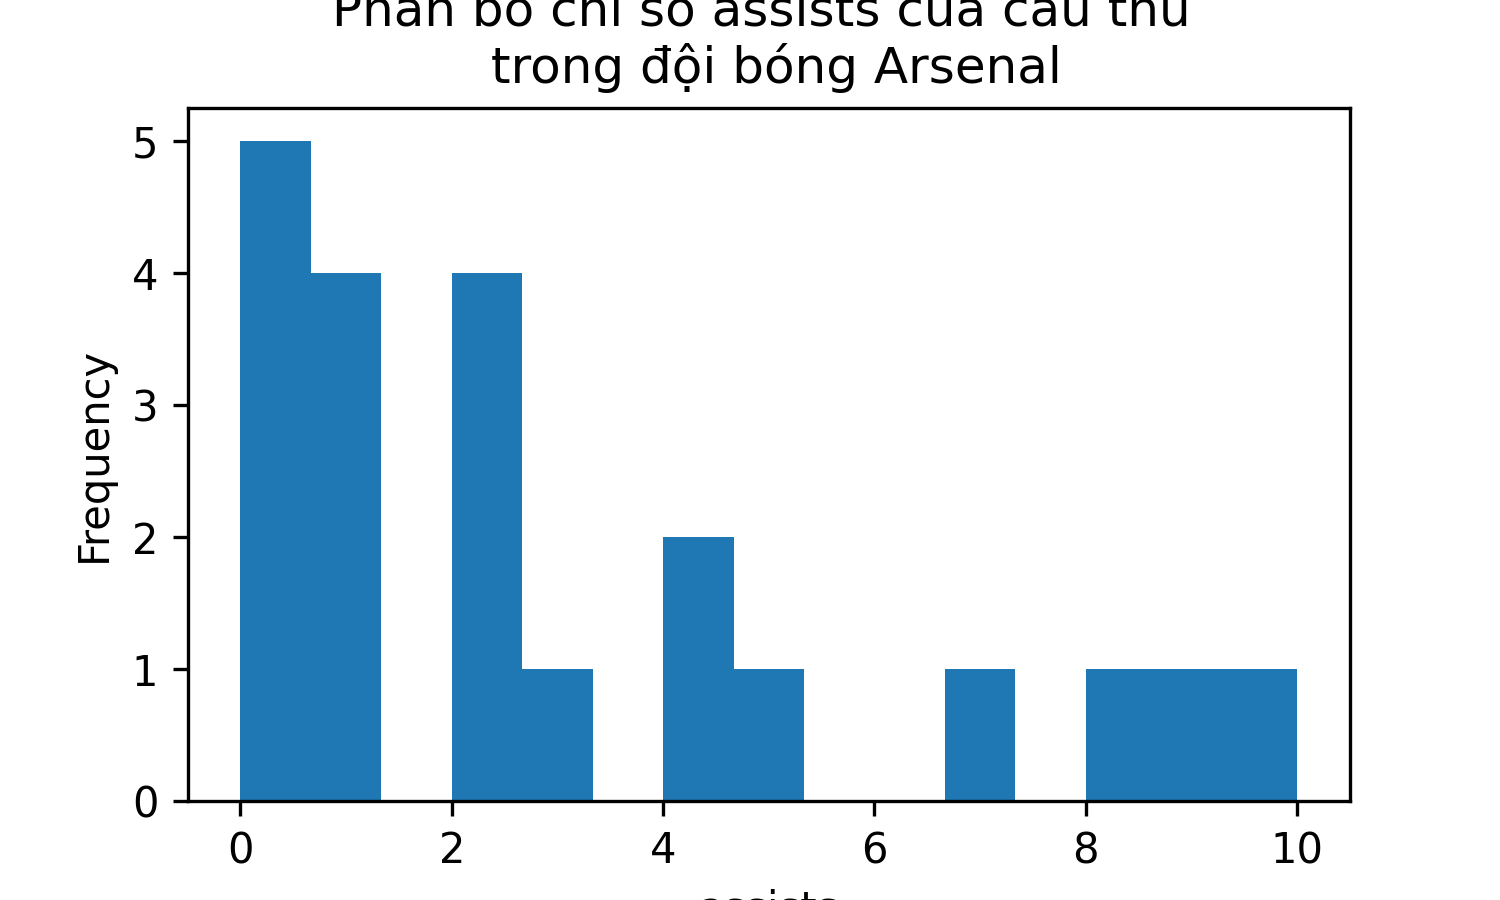 Phân bố chỉ số assists của cầu thủ
trong đội bóng Arsenal
5
4
3
2
1
0
Frequency
0 2 4 6 8 10
assists